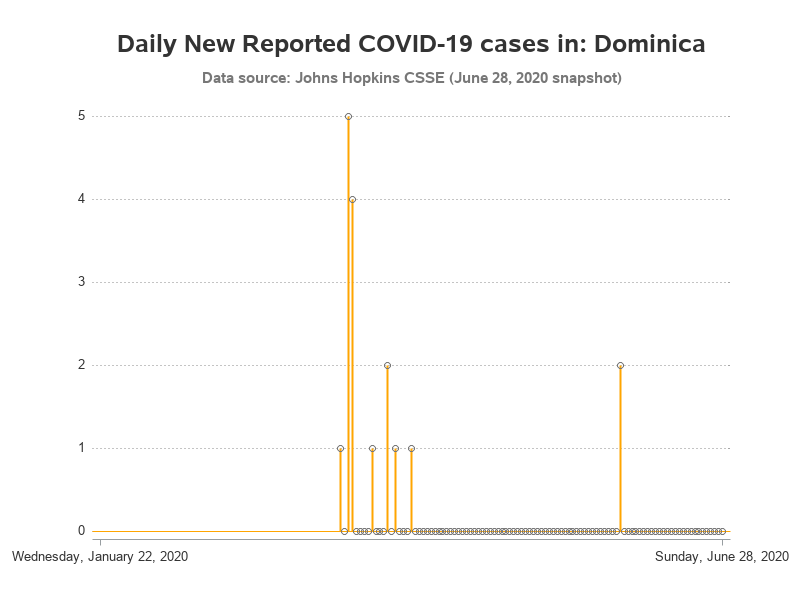 Daily New Reported COVID-19 cases in: Dominica
Data source: Johns Hopkins CSSE (June 28, 2020 snapshot)
5
4
3
2
1
0
Wednesday, January 22, 2020
Sunday, June 28, 2020